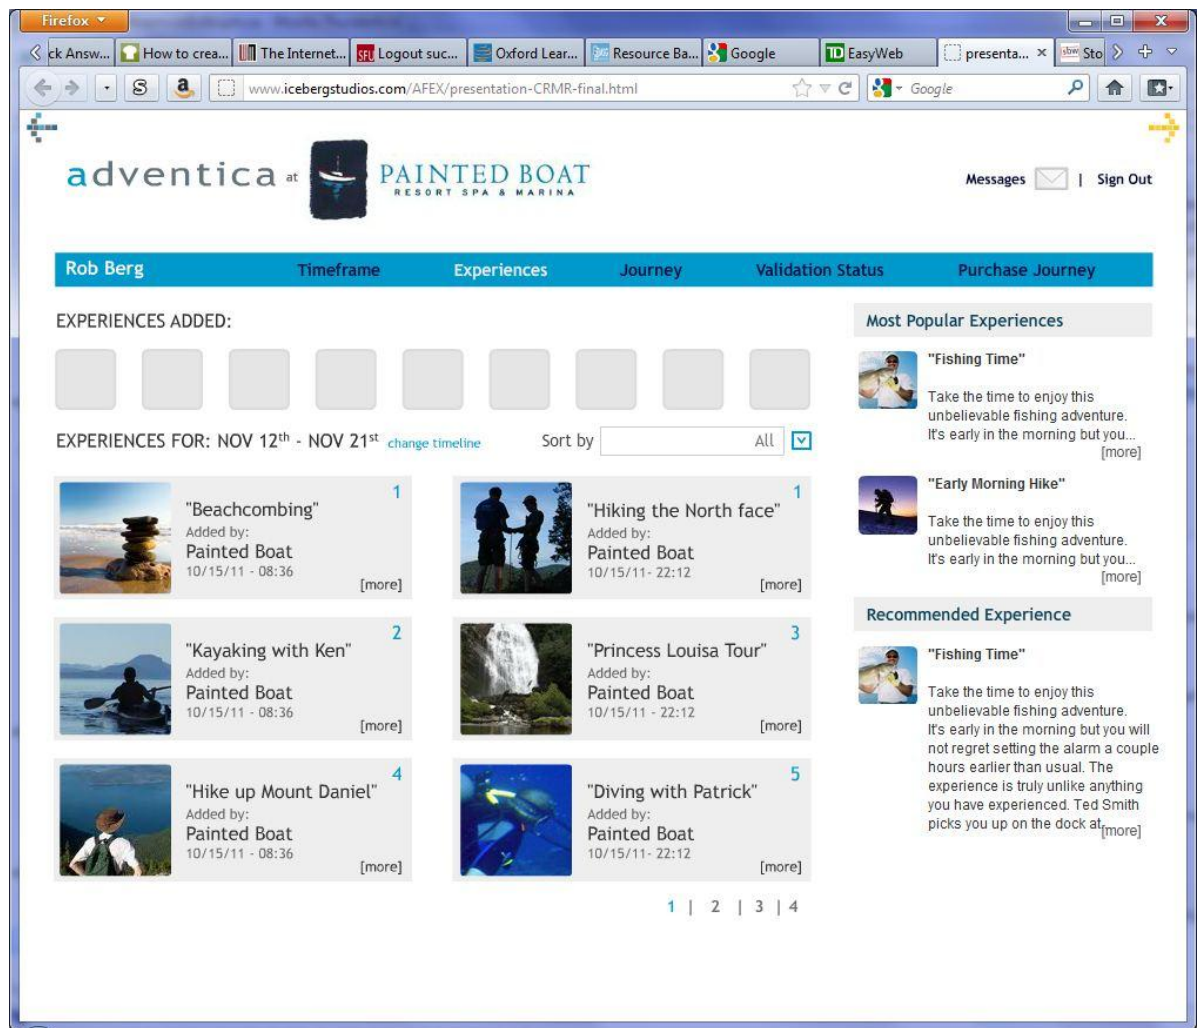 Firefox
ck Answ...
How to crea...
The Internet...
SFU Logout suc...
Oxford Lear...
Resource Ba...
Google
TD EasyWeb
presenta...
sbw Sto
S
a
www.icebergstudios.com/AFEX/presentation-CRMR-final.html
Google
adventica at PAINTED BOAT
RESORT SPA & MARINA
Messages | Sign Out
Rob Berg Timeframe Experiences Journey Validation Status Purchase Journey
EXPERIENCES ADDED:
EXPERIENCES FOR: NOV 12th - NOV 21st change timeline Sort by All
1
"Beachcombing"
Added by:
Painted Boat
10/15/11 - 08:36
[more]
1
"Hiking the North face"
Added by:
Painted Boat
10/15/11- 22:12
[more]
2
"Kayaking with Ken"
Added by:
Painted Boat
10/15/11 - 08:36
[more]
3
"Princess Louisa Tour"
Added by:
Painted Boat
10/15/11 - 22:12
[more]
4
"Hike up Mount Daniel"
Added by:
Painted Boat
10/15/11 - 08:36
[more]
5
"Diving with Patrick"
Added by:
Painted Boat
10/15/11- 22:12
[more]
1 | 2 | 3 | 4
Most Popular Experiences
"Fishing Time"
Take the time to enjoy this
unbelievable fishing adventure.
It's early in the morning but you...
[more]
"Early Morning Hike"
Take the time to enjoy this
unbelievable fishing adventure.
It's early in the morning but you...
[more]
Recommended Experience
"Fishing Time"
Take the time to enjoy this
unbelievable fishing adventure.
It's early in the morning but you will
not regret setting the alarm a couple
hours earlier than usual. The
experience is truly unlike anything
you have experienced. Ted Smith
picks you up on the dock at
[more]